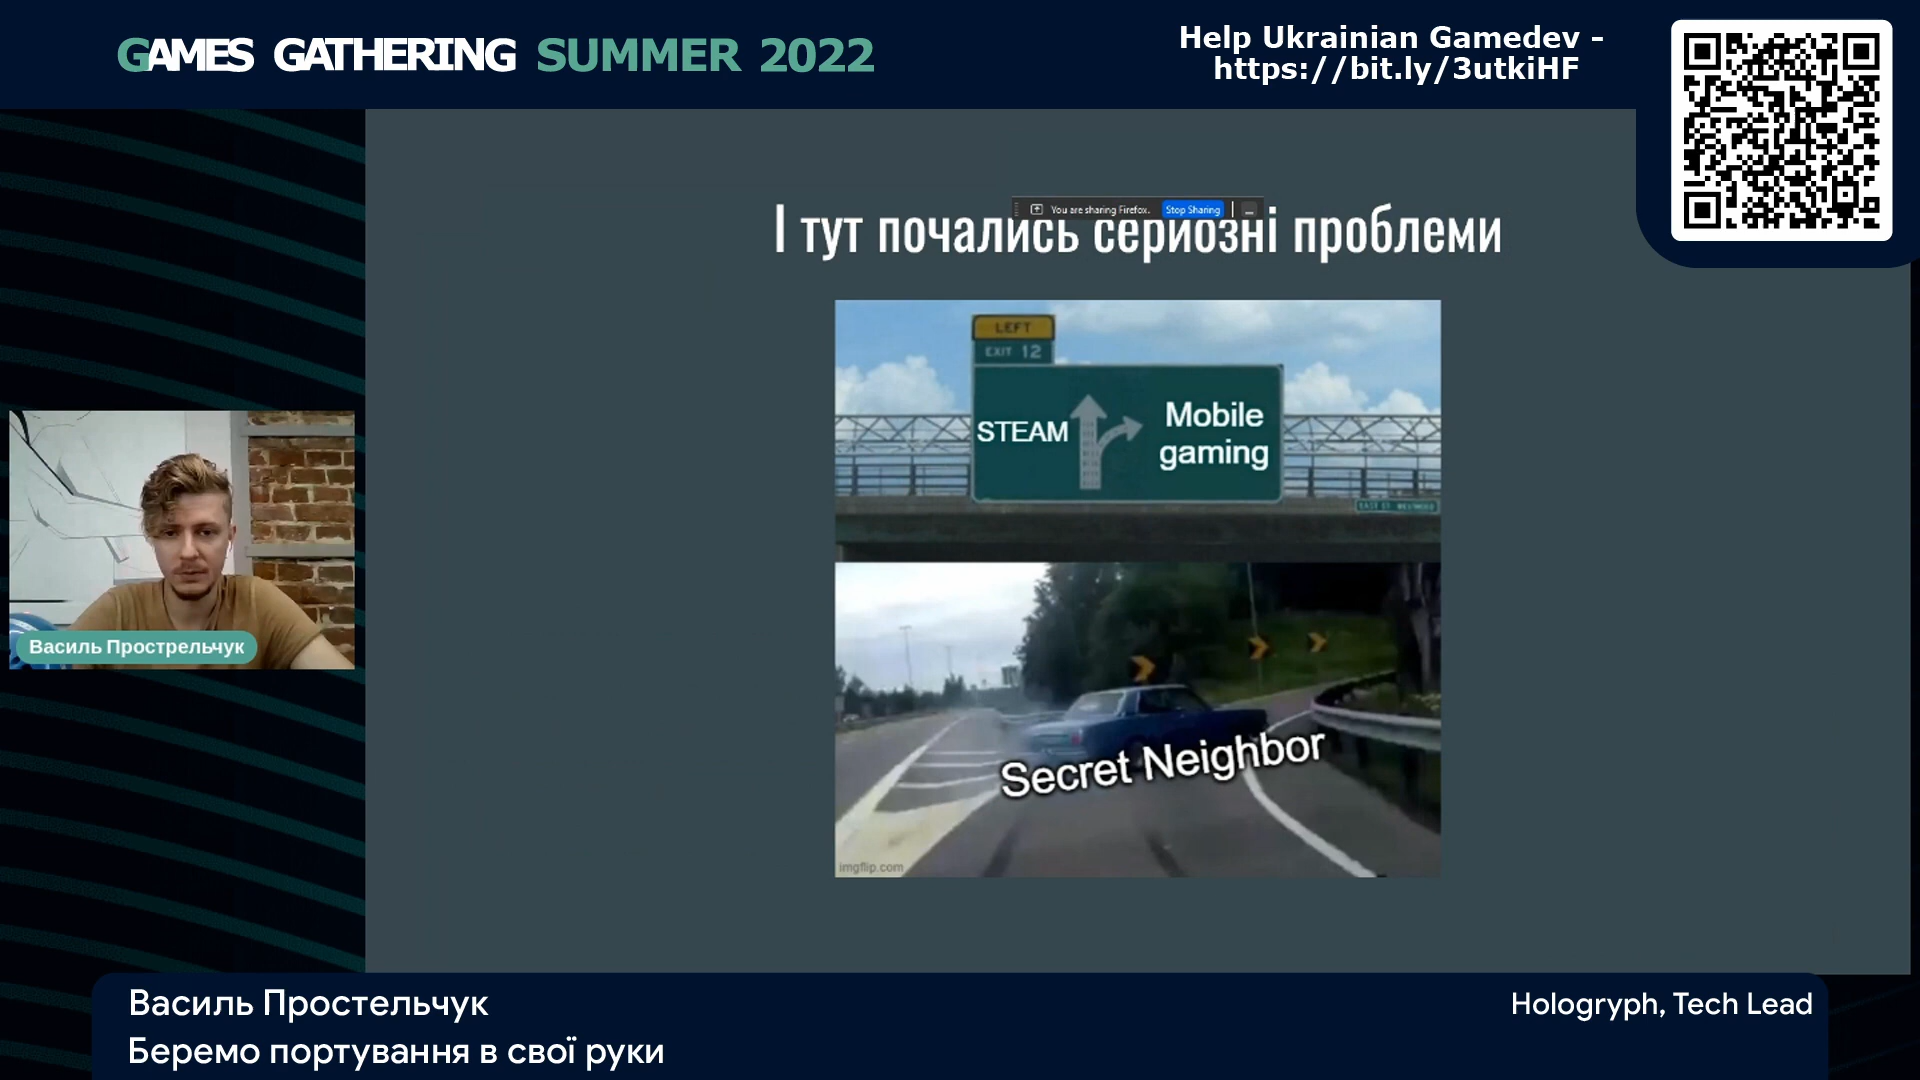 GAMES GATHERING SUMMER 2022
Help Ukrainian Gamedev -
https://bit.ly/3utkiHF
You are sharing Firefox.
Stop Sharing
І тут почались серйозні проблеми
LEFT
EXIT 12
STEAM
Mobile
gaming
Secret Neighbor
imgflip.com
Василь Прострельчук
Василь Простельчук
Hologryph, Tech Lead
Беремо портування в свої руки